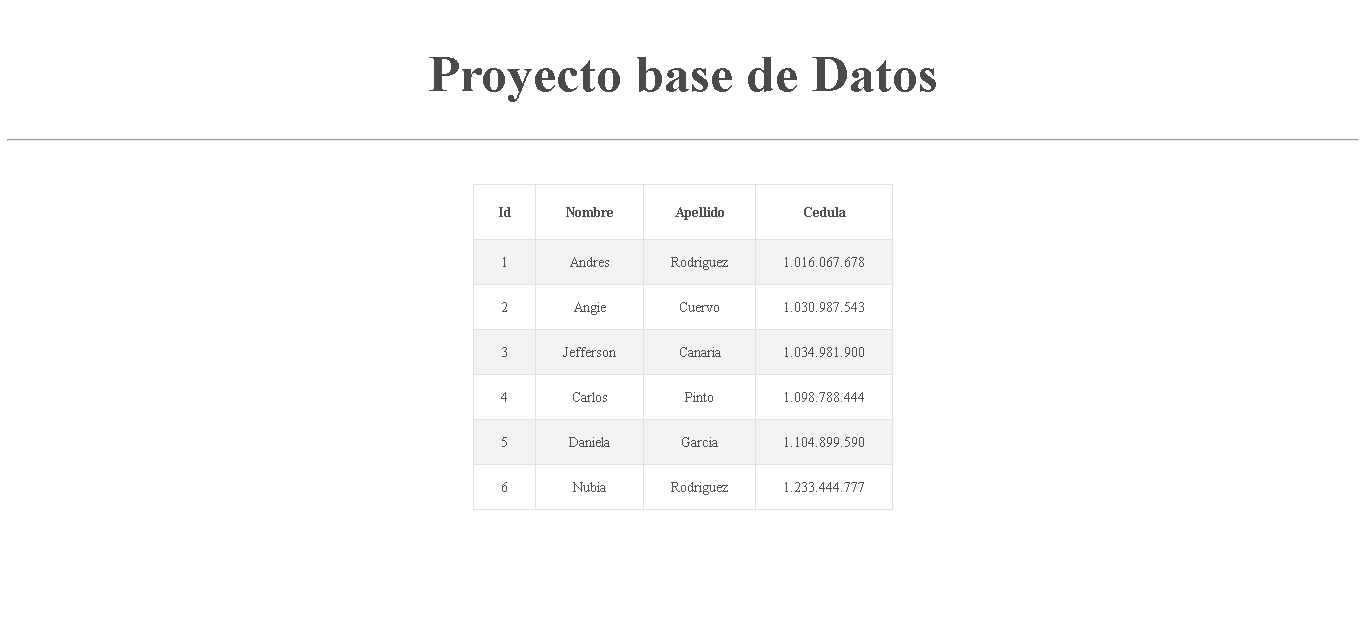 Proyecto base de Datos
Id Nombre Apellido Cedula
1 Andres Rodriguez 1.016.067.678
2 Angie Cuervo 1.030.987.543
3 Jefferson Canaria 1.034.981.900
4 Carlos Pinto 1.098.788.444
5 Daniela Garcia 1.104.899.590
6 Nubia Rodriguez 1.233.444.777